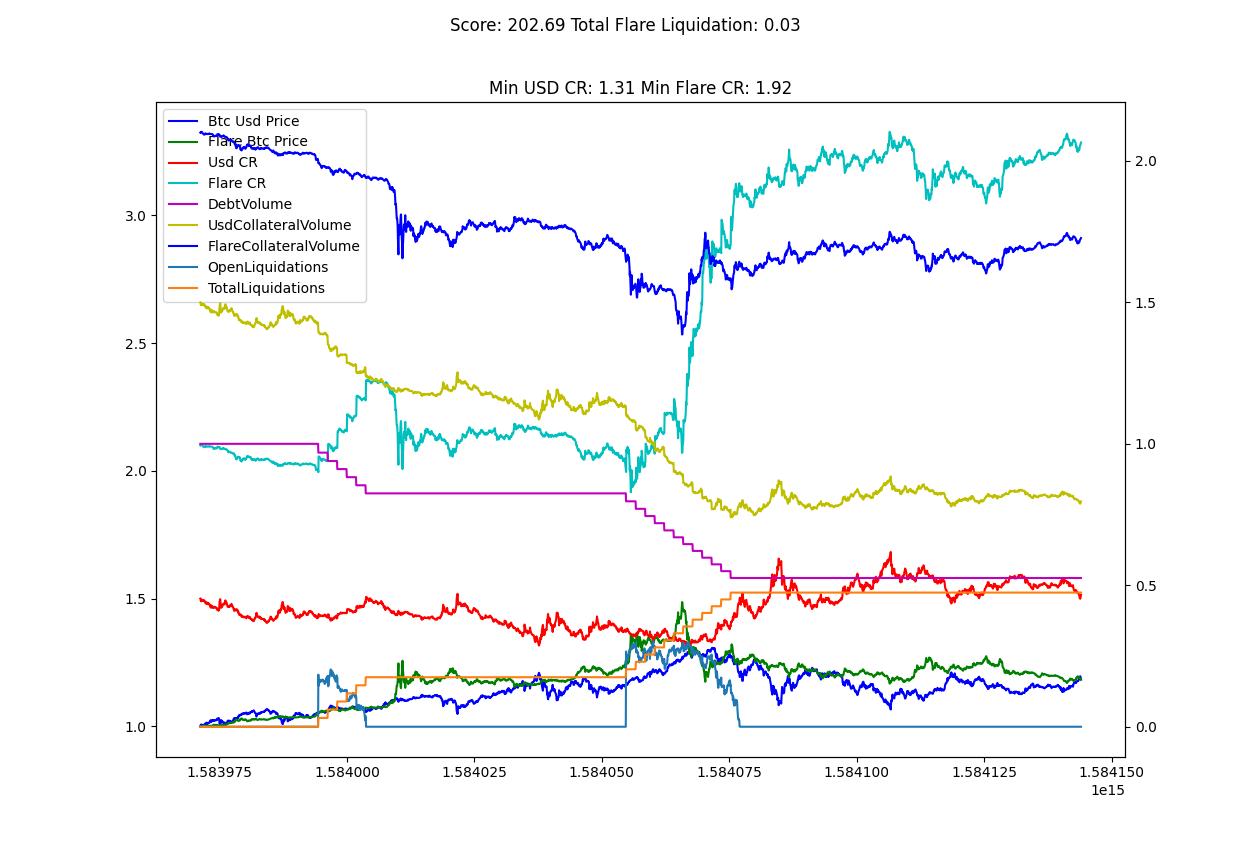 Score: 202.69 Total Flare Liquidation: 0.03
Min USD CR: 1.31 Min Flare CR: 1.92
Btc Usd Price
Flare Btc Price
Usd CR
Flare CR
DebtVolume
UsdCollateralVolume
FlareCollateralVolume
OpenLiquidations
TotalLiquidations
3.0
2.5
2.0
1.5
1.0
2.0
1.5
1.0
0.5
0.0
1.583975 1.584000 1.584025 1.584050 1.584075 1.584100 1.584125 1.584150
1e15